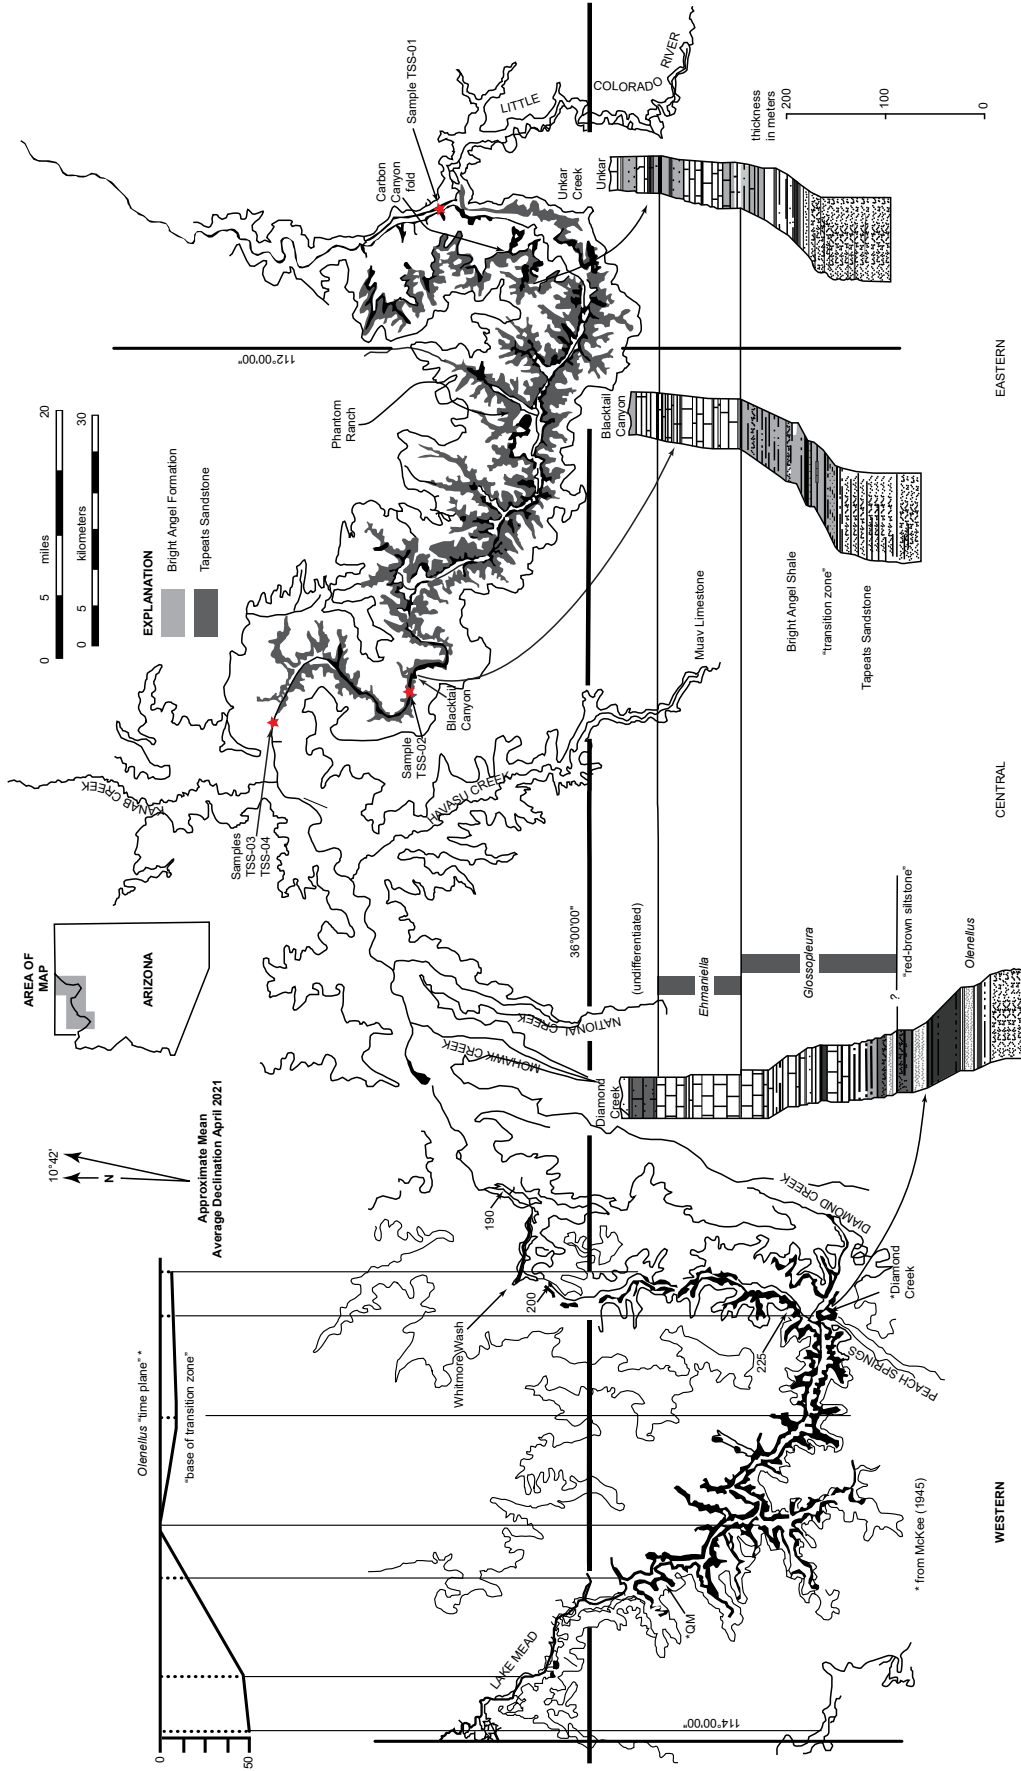 0
50
Olenellus "time plane" *
"base of transition zone"
Approximate Mean
Average Declination April 2021
10°42'
N
AREA OF
MAP
ARIZONA
miles
0
5
20
kilometers
0
5
30
EXPLANATION
Bright Angel Formation
Tapeats Sandstone
LAKE MEAD
114°00'00"
*QM
* from McKee (1945)
Whitmore Wash
190
200
225
PEACH SPRINGS
*Diamond
Creek
DIAMOND CREEK
MOHAWK CREEK
NATIONAL CREEK
36°00'00"
KANAB CREEK
HAVASU CREEK
Samples
TSS-03
TSS-04
Sample
TSS-02
Blacktail
Canyon
Phantom
Ranch
112°00'00"
Carbon
Canyon
fold
Sample TSS-01
LITTLE
COLORADO
RIVER
Unkar
Creek
Diamond
Creek
(undifferentiated)
Ehmaniella
Glossopleura
?
"red-brown siltstone"
Olenellus
Muav Limestone
Bright Angel Shale
"transition zone"
Tapeats Sandstone
Blacktail
Canyon
Unkar
thickness
in meters
200
100
0
WESTERN
CENTRAL
EASTERN